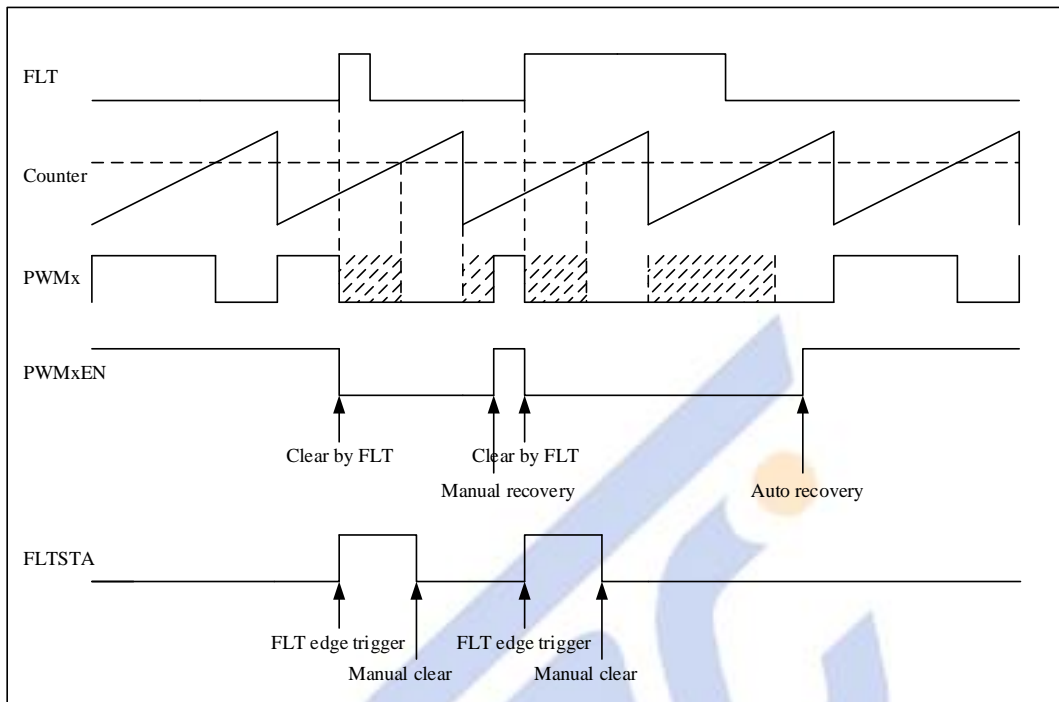 FLT
Counter
PWMx
PWMxEN
Clear by FLT
Clear by FLT
Manual recovery
Auto recovery
FLTSTA
FLT edge trigger
FLT edge trigger
Manual clear
Manual clear